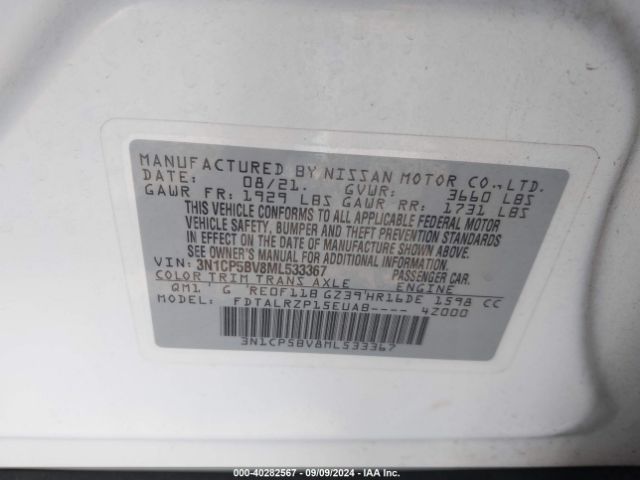 MANUFACTURED BY NISSAN MOTOR CO.,LTD.
DATE: 08/21. GVWR: 3660 LBS
GAWR FR: 1929 LBS GAWR RR: 1731 LBS
THIS VEHICLE CONFORMS TO ALL APPLICABLE FEDERAL MOTOR
VEHICLE SAFETY, BUMPER AND THEFT PREVENTION STANDARDS
IN EFFECT ON THE DATE OF MANUFACTURE SHOWN ABOVE.
SEE OWNER'S MANUAL FOR ADDITIONAL INFORMATION.
VIN: 3N1CP5BV8ML533367 PASSENGER CAR.
COLOR TRIM TRANS AXLE ENGINE
QM1 G RE0F11B GZ39 HR16DE 1598 CC
MODEL: FDTALRZP15EUAB---- 4Z000
3N1CP5BV8ML533367
000-40282567 - 09/09/2024 - IAA Inc.